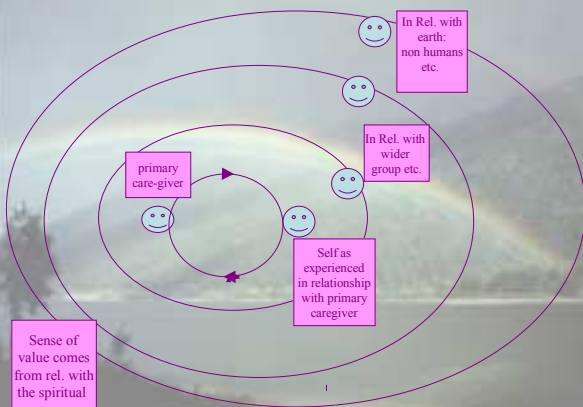 In Rel. with
earth:
non humans
etc.
In Rel. with
wider
group etc.
primary
care-giver
Self as
experienced
in relationship
with primary
caregiver
Sense of
value comes
from rel. with
the spiritual